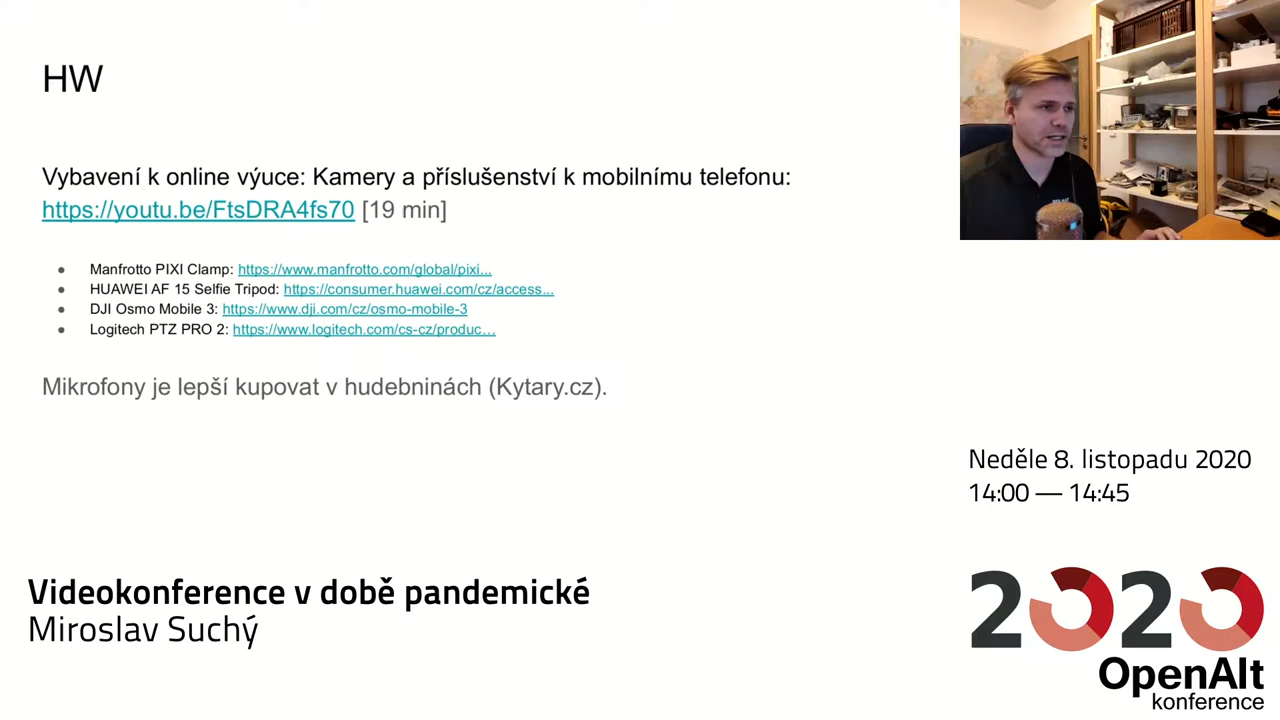 HW
Vybavení k online výuce: Kamery a příslušenství k mobilnímu telefonu:
https://youtu.be/FtsDRA4fs70 [19 min]
● Manfrotto PIXI Clamp: https://www.manfrotto.com/global/pixi...
● HUAWEI AF 15 Selfie Tripod: https://consumer.huawei.com/cz/access...
● DJI Osmo Mobile 3: https://www.dji.com/cz/osmo-mobile-3
● Logitech PTZ PRO 2: https://www.logitech.com/cs-cz/produc…
Mikrofony je lepší kupovat v hudebninách (Kytary.cz).
Neděle 8. listopadu 2020
14:00 — 14:45
Videokonference v době pandemické
Miroslav Suchý
2020
OpenAlt
konference